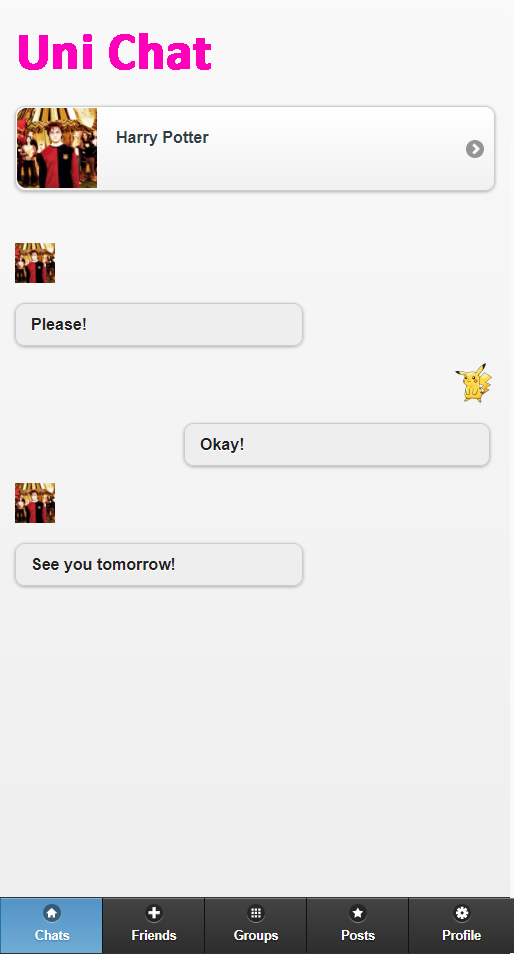 Uni Chat
Harry Potter
Please!
Okay!
See you tomorrow!
Chats
Friends
Groups
Posts
Profile